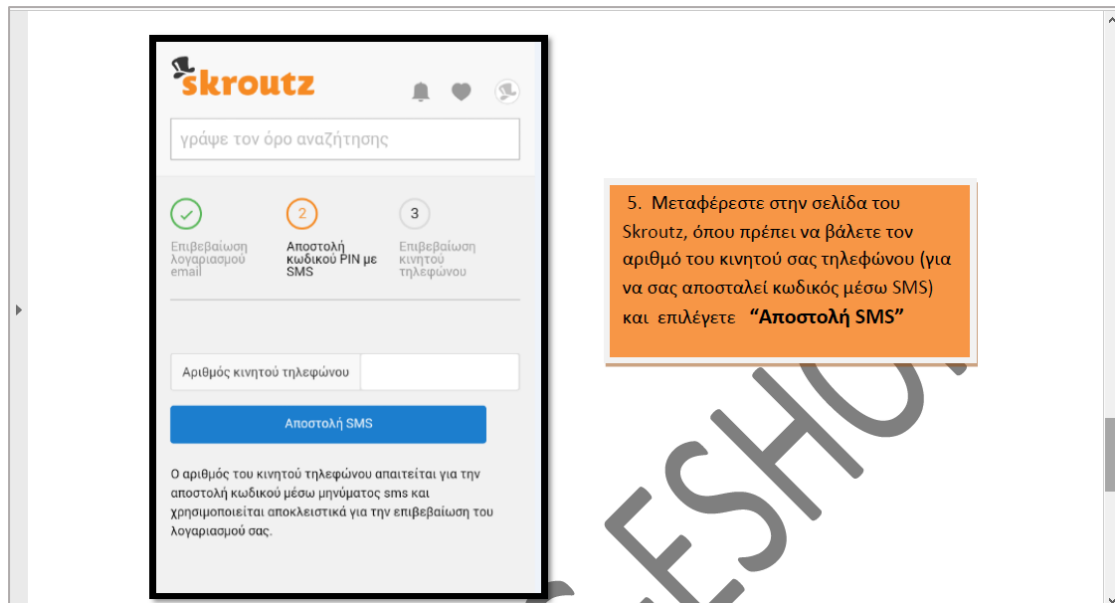 skroutz
γράψε τον όρο αναζήτησης
2
3
Επιβεβαίωση
λογαριασμού
email
Αποστολή
κωδικού PIN με
SMS
Επιβεβαίωση
κινητού
τηλεφώνου
Αριθμός κινητού τηλεφώνου
Αποστολή SMS
Ο αριθμός του κινητού τηλεφώνου απαιτείται για την
αποστολή κωδικού μέσω μηνύματος sms και
χρησιμοποιείται αποκλειστικά για την επιβεβαίωση του
λογαριασμού σας.
5. Μεταφέρεστε στην σελίδα του
Skroutz, όπου πρέπει να βάλετε τον
αριθμό του κινητού σας τηλεφώνου (για
να σας αποσταλεί κωδικός μέσω SMS)
και επιλέγετε “Αποστολή SMS”